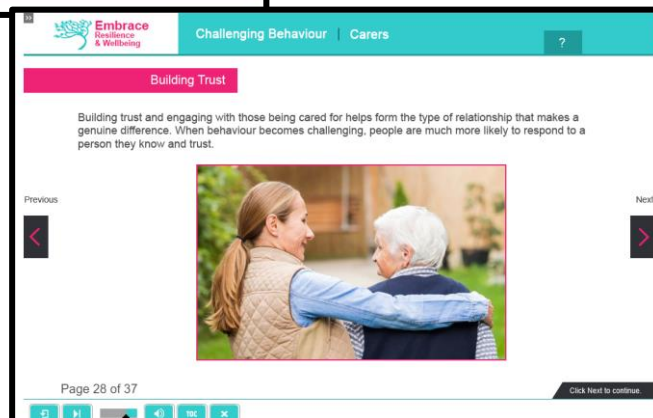 Embrace
Resilience
& Wellbeing
Challenging Behaviour | Carers
?
Building Trust
Building trust and engaging with those being cared for helps form the type of relationship that makes a
genuine difference. When behaviour becomes challenging, people are much more likely to respond to a
person they know and trust.
Previous
Next
Page 28 of 37
Click Next to continue.
TOC